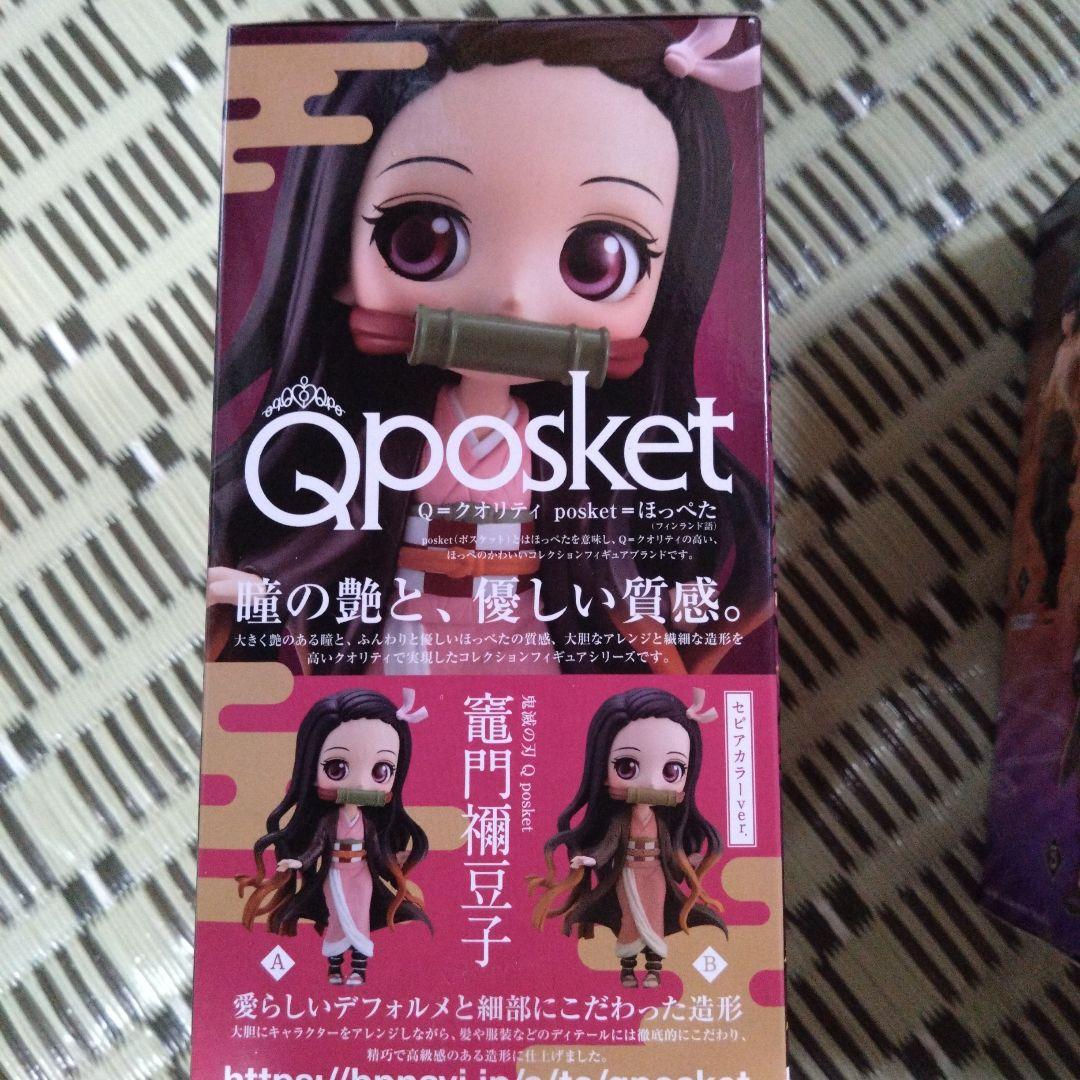 Qposket
Q=クオリティ posket=ほっぺた
(フィンランド語)
posket(ポスケット)とはほっぺたを意味し、Q=クオリティの高い、
ほっぺのかわいいコレクションフィギュアブランドです。
瞳の艶と、優しい質感。
大きく艶のある瞳と、ふんわりと優しいほっぺたの質感、大胆なアレンジと繊細な造形を
高いクオリティで実現したコレクションフィギュアシリーズです。
鬼滅の刃 Q posket
竈門禰豆子
セピアカラーver.
A
B
愛らしいデフォルメと細部にこだわった造形
大胆にキャラクターをアレンジしながら、髪や服装などのディテールには徹底的にこだわり、
精巧で高級感のある造形に仕上げました。